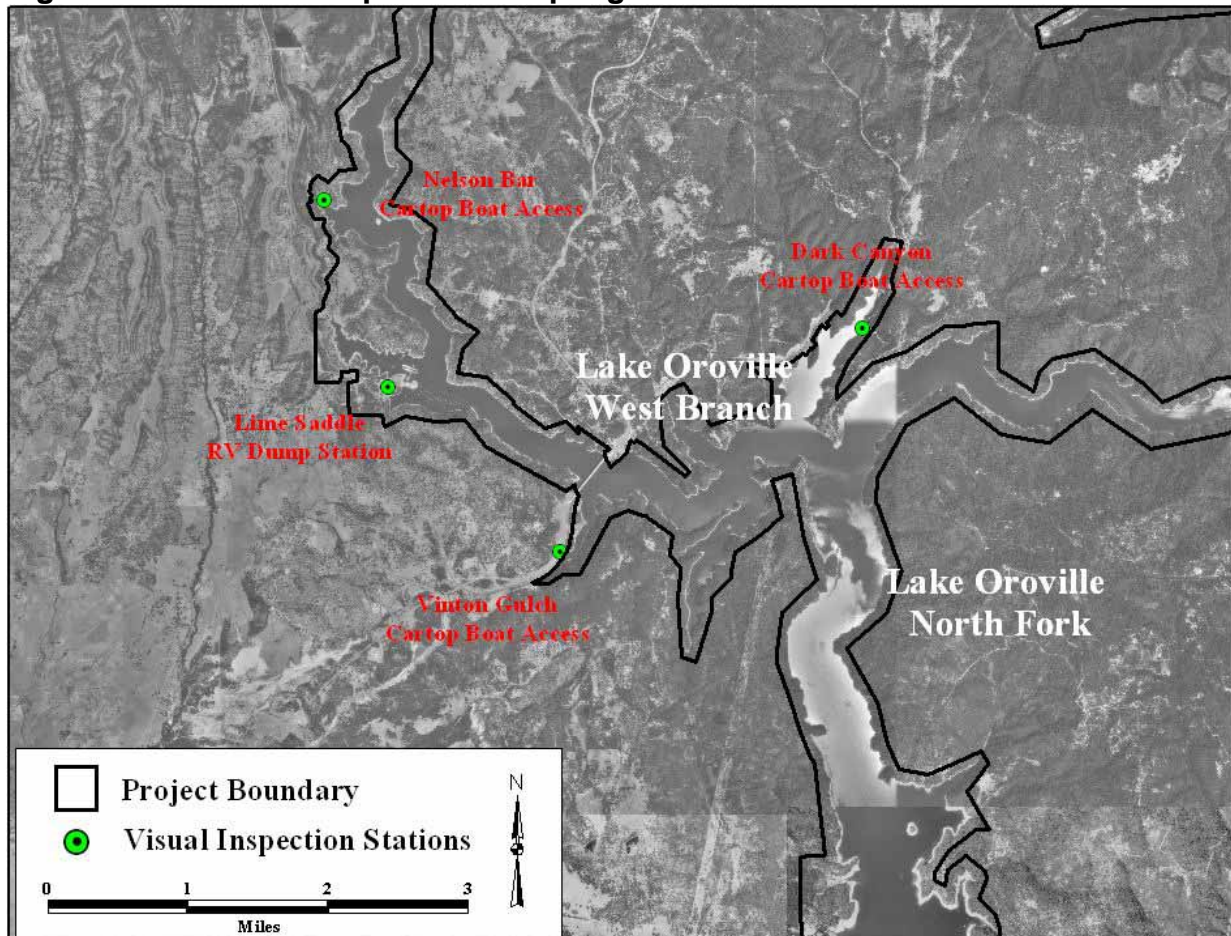 Nelson Bar
Cartop Boat Access
Dark Canyon
Cartop Boat Access
Lake Oroville
West Branch
Lime Saddle
RV Dump Station
Lake Oroville
North Fork
Vinton Gulch
Cartop Boat Access
Project Boundary
Visual Inspection Stations
N
0 1 2 3
Miles